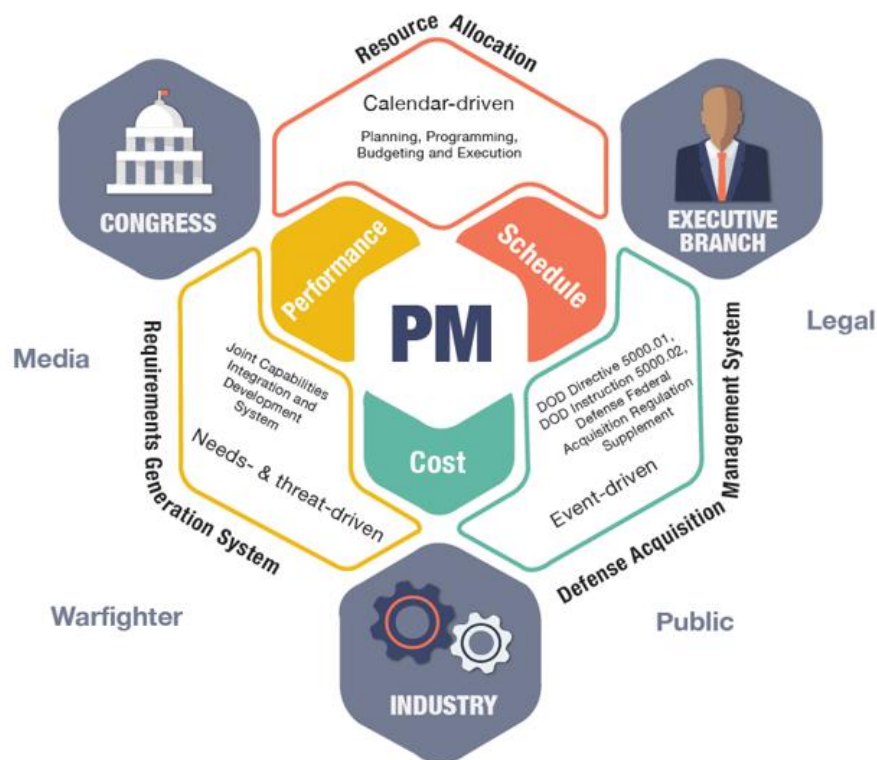 Resource Allocation
Calendar-driven
Planning, Programming,
Budgeting and Execution
CONGRESS
EXECUTIVE
BRANCH
Performance
Schedule
PM
Cost
Media
Legal
Requirements Generation System
Joint Capabilities
Integration and
Development
System
Needs- & threat-driven
DOD Directive 5000.01,
DOD Instruction 5000.02,
Defense Federal
Acquisition Regulation
Supplement
Event-driven
Defense Acquisition Management System
Warfighter
Public
INDUSTRY